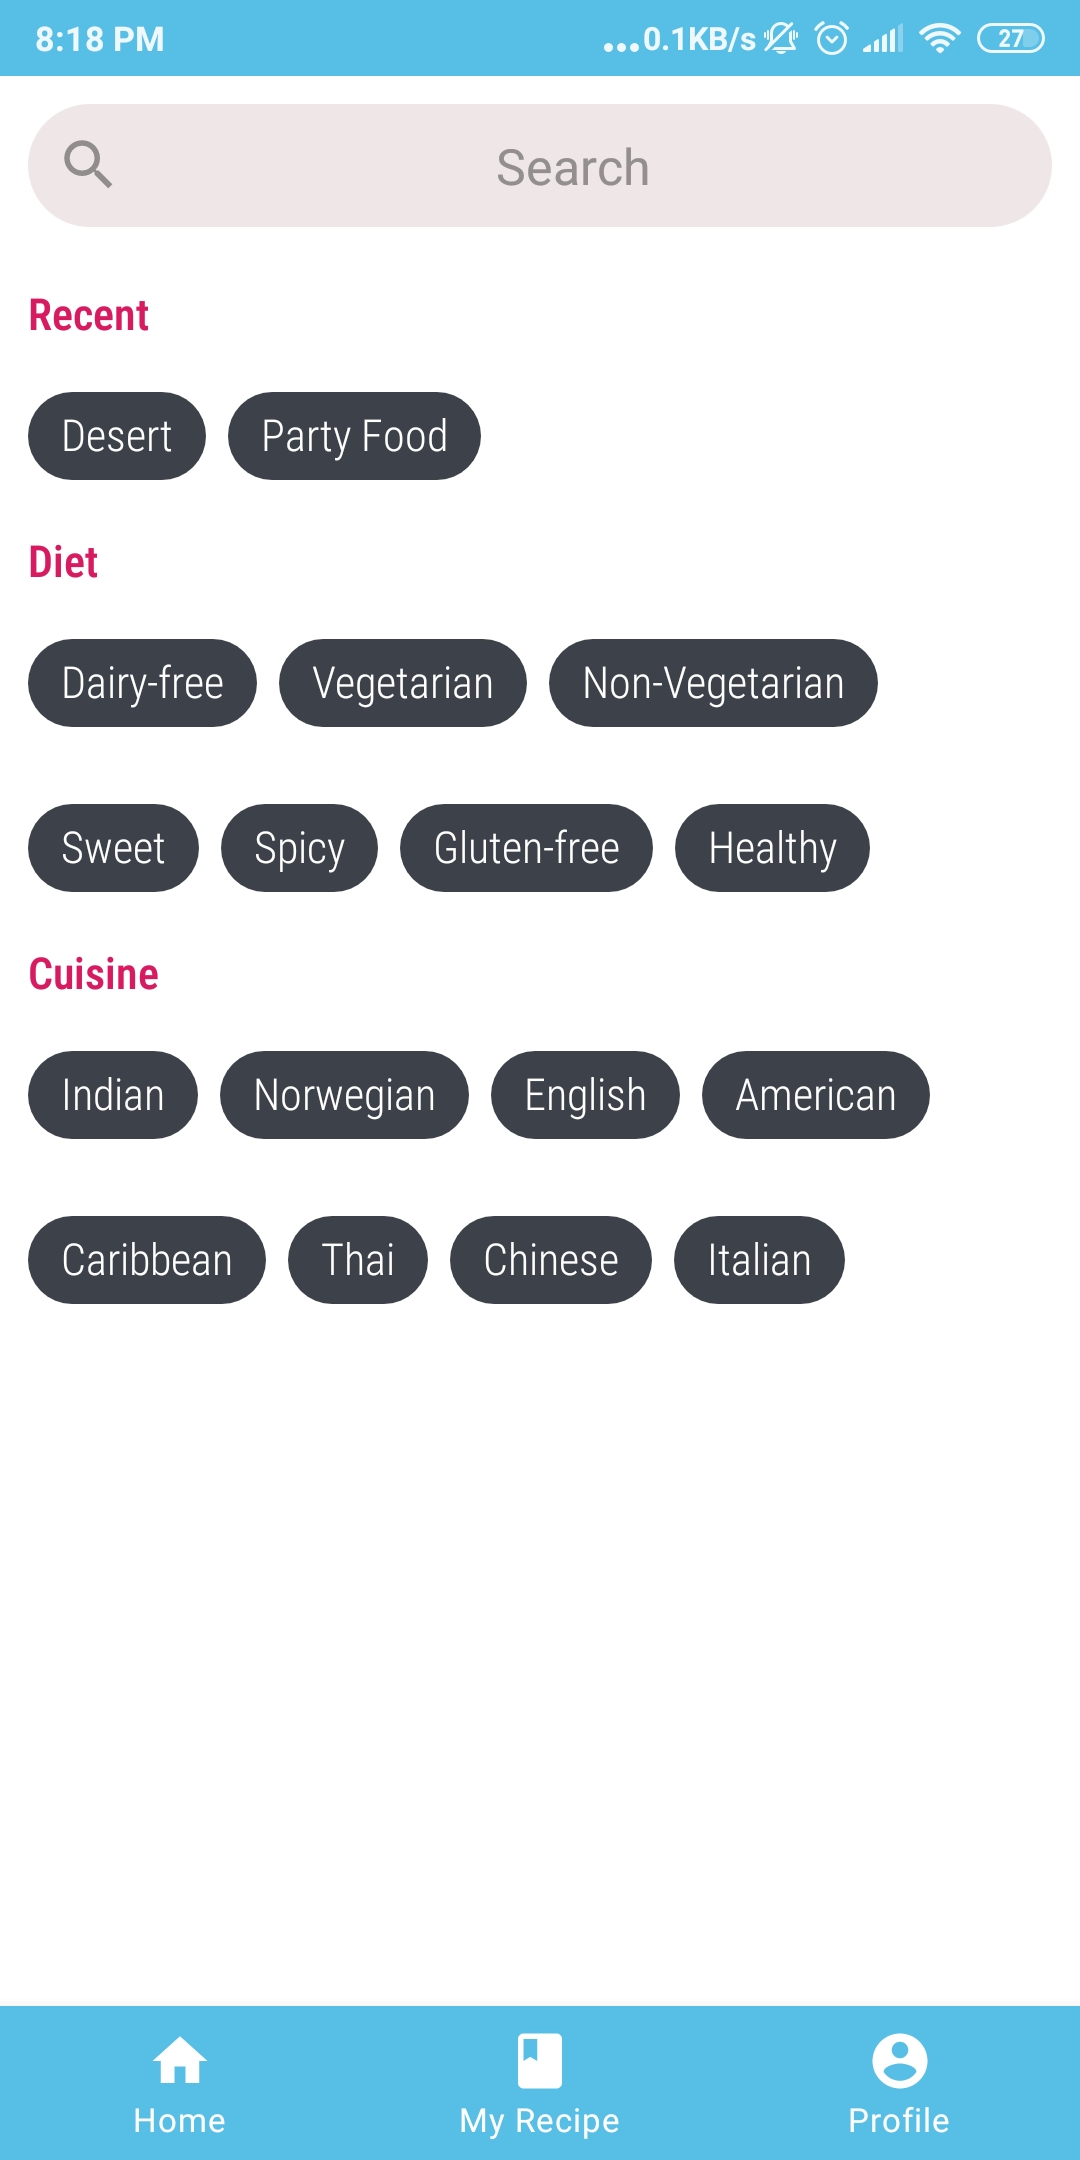 8:18 PM ...0.1KB/s 27
Search
Recent
Desert Party Food
Diet
Dairy-free Vegetarian Non-Vegetarian
Sweet Spicy Gluten-free Healthy
Cuisine
Indian Norwegian English American
Caribbean Thai Chinese Italian
Home My Recipe Profile